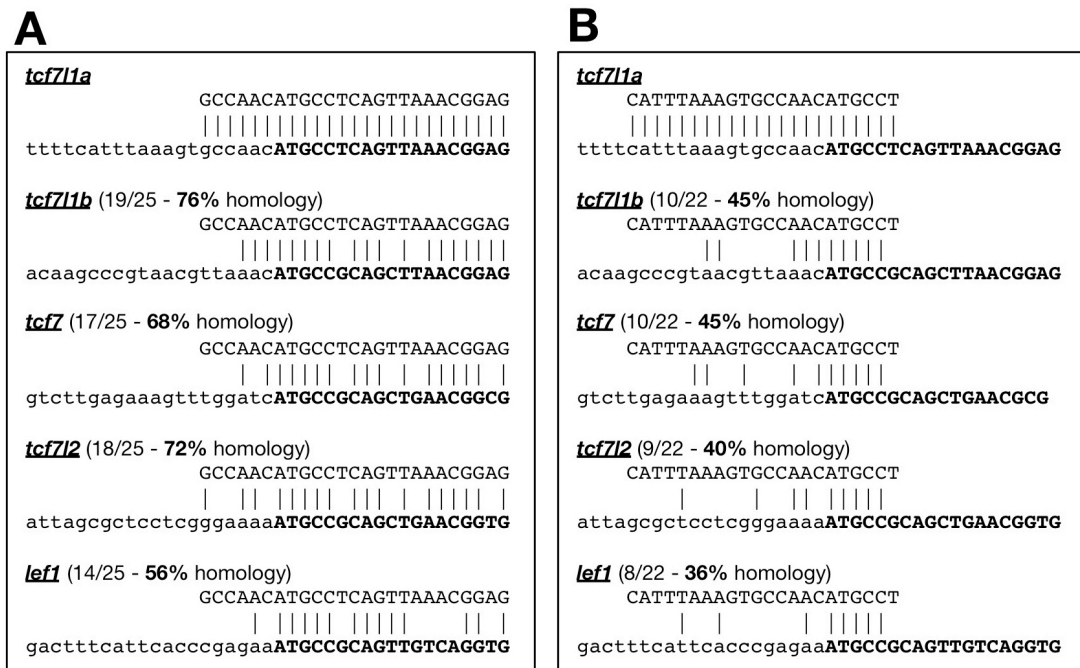 A
tcf7l1a
GCCAACATGCCTCAGTTAAACGGAG
ttttcatttaaagtgccaacATGCCTCAGTTAAACGGAG
tcf7l1b (19/25 - 76% homology)
GCCAACATGCCTCAGTTAAACGGAG
acaagcccgtaacgttaaacATGCCGCAGCTTAACGGAG
tcf7 (17/25 - 68% homology)
GCCAACATGCCTCAGTTAAACGGAG
gtcttgagaaagtttggatcATGCCGCAGCTGAACGGCG
tcf7l2 (18/25 - 72% homology)
GCCAACATGCCTCAGTTAAACGGAG
attagcgctcctcgggaaaaATGCCGCAGCTGAACGGTG
lef1 (14/25 - 56% homology)
GCCAACATGCCTCAGTTAAACGGAG
gactttcattcacccgagaaATGCCGCAGTTGTCAGGTG
B
tcf7l1a
CATTTAAAGTGCCAACATGCCT
ttttcatttaaagtgccaacATGCCTCAGTTAAACGGAG
tcf7l1b (10/22 - 45% homology)
CATTTAAAGTGCCAACATGCCT
acaagcccgtaacgttaaacATGCCGCAGCTTAACGGAG
tcf7 (10/22 - 45% homology)
CATTTAAAGTGCCAACATGCCT
gtcttgagaaagtttggatcATGCCGCAGCTGAACGCG
tcf7l2 (9/22 - 40% homology)
CATTTAAAGTGCCAACATGCCT
attagcgctcctcgggaaaaATGCCGCAGCTGAACGGTG
lef1 (8/22 - 36% homology)
CATTTAAAGTGCCAACATGCCT
gactttcattcacccgagaaATGCCGCAGTTGTCAGGTG